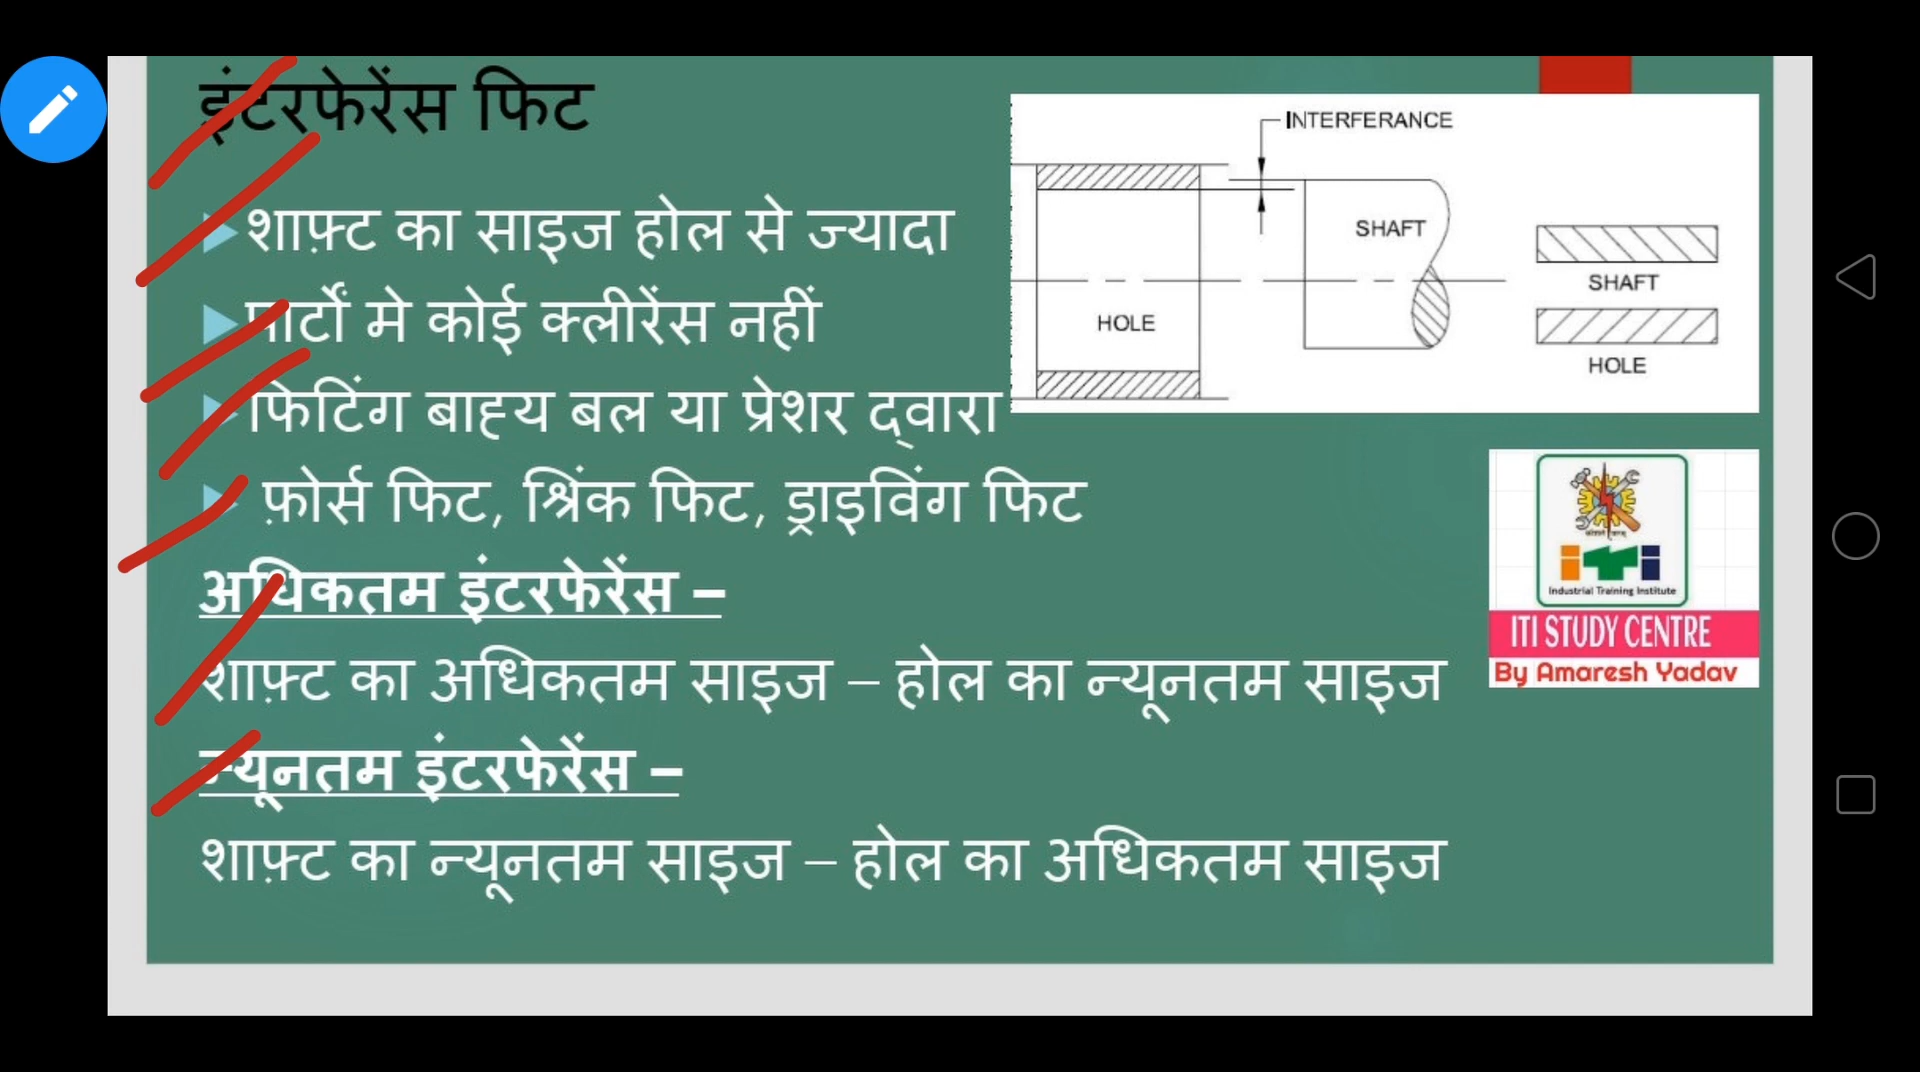 इंटरफेरेंस फिट
शाफ़्ट का साइज होल से ज्यादा
पार्टों मे कोई क्लीरेंस नहीं
फिटिंग बाह्य बल या प्रेशर द्वारा
फ़ोर्स फिट, श्रिंक फिट, ड्राइविंग फिट
अधिकतम इंटरफेरेंस –
शाफ़्ट का अधिकतम साइज – होल का न्यूनतम साइज
न्यूनतम इंटरफेरेंस –
शाफ़्ट का न्यूनतम साइज – होल का अधिकतम साइज
INTERFERANCE
SHAFT
HOLE
SHAFT
HOLE
iti
Industrial Training Institute
ITI STUDY CENTRE
By Amaresh Yadav